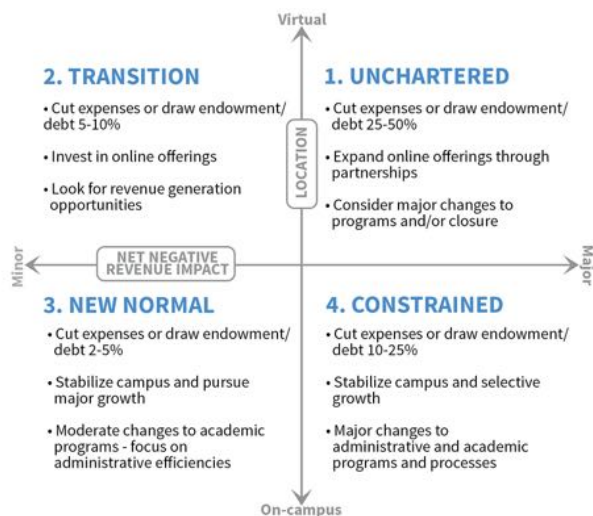 Virtual
2. TRANSITION
• Cut expenses or draw endowment/
debt 5-10%
• Invest in online offerings
• Look for revenue generation
opportunities
1. UNCHARTERED
• Cut expenses or draw endowment/
debt 25-50%
• Expand online offerings through
partnerships
• Consider major changes to
programs and/or closure
LOCATION
Minor
NET NEGATIVE
REVENUE IMPACT
Major
3. NEW NORMAL
• Cut expenses or draw endowment/
debt 2-5%
• Stabilize campus and pursue
major growth
• Moderate changes to academic
programs - focus on
administrative efficiencies
4. CONSTRAINED
• Cut expenses or draw endowment/
debt 10-25%
• Stabilize campus and selective
growth
• Major changes to
administrative and academic
programs and processes
On-campus